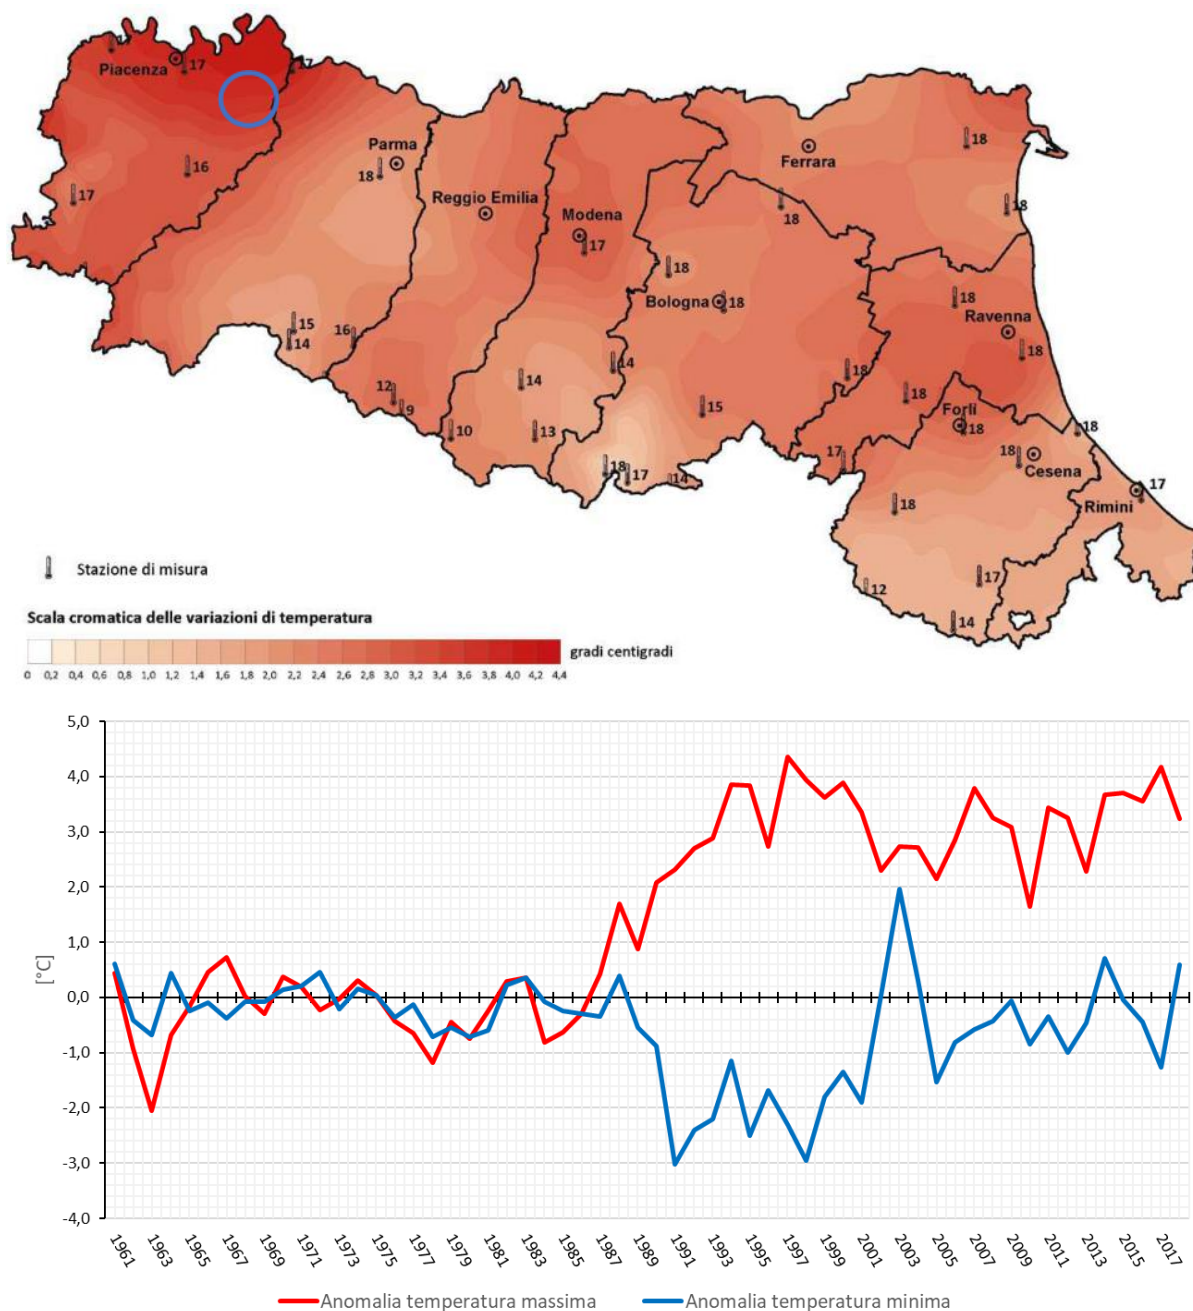 17
Piacenza
17
17
16
17
Parma
18
Reggio Emilia
Modena
17
Ferrara
18
18
18
18
Bologna
18
18
Ravenna
18
15
14
16
12
9
10
14
13
14
15
18
18
17
14
18
17
Forlì
18
18
18
Cesena
17
Rimini
18
12
17
14
Stazione di misura
Scala cromatica delle variazioni di temperatura
gradi centigradi
0 0,2 0,4 0,6 0,8 1,0 1,2 1,4 1,6 1,8 2,0 2,2 2,4 2,6 2,8 3,0 3,2 3,4 3,6 3,8 4,0 4,2 4,4
5,0
4,0
3,0
2,0
1,0
0,0
-1,0
-2,0
-3,0
-4,0
[°C]
1961 1963 1965 1967 1969 1971 1973 1975 1977 1979 1981 1983 1985 1987 1989 1991 1993 1995 1997 1999 2001 2003 2005 2007 2009 2011 2013 2015 2017
Anomalia temperatura massima Anomalia temperatura minima